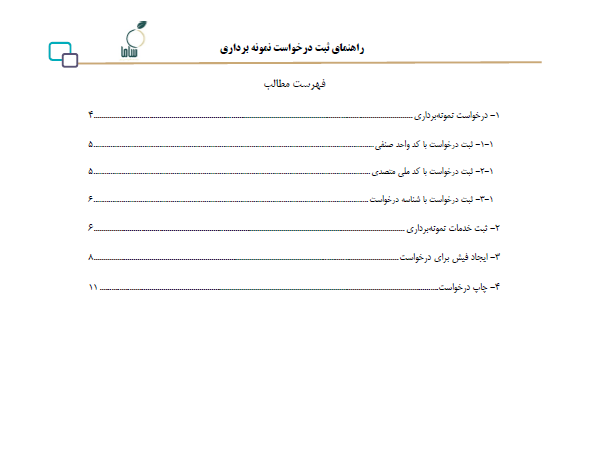 ساما
راهنمای ثبت درخواست نمونه برداری
فهرست مطالب
۱- درخواست نمونه‌برداری ۴
۱-۱- ثبت درخواست با کد واحد صنفی ۵
۱-۲- ثبت درخواست با کد ملی متصدی ۵
۱-۳- ثبت درخواست با شناسه درخواست ۶
۲- ثبت خدمات نمونه‌برداری ۶
۳- ایجاد فیش برای درخواست ۸
۴- چاپ درخواست ۱۱